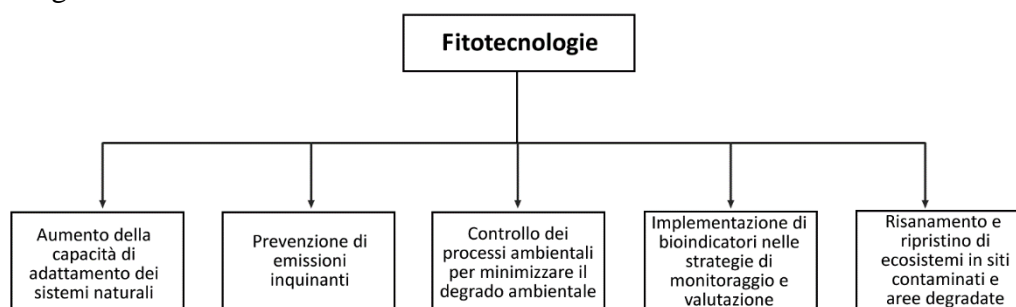 Fitotecnologie
Aumento della
capacità di
adattamento dei
sistemi naturali
Prevenzione di
emissioni
inquinanti
Controllo dei
processi ambientali
per minimizzare il
degrado ambientale
Implementazione di
bioindicatori nelle
strategie di
monitoraggio e
valutazione
Risanamento e
ripristino di
ecosistemi in siti
contaminati e
aree degradate